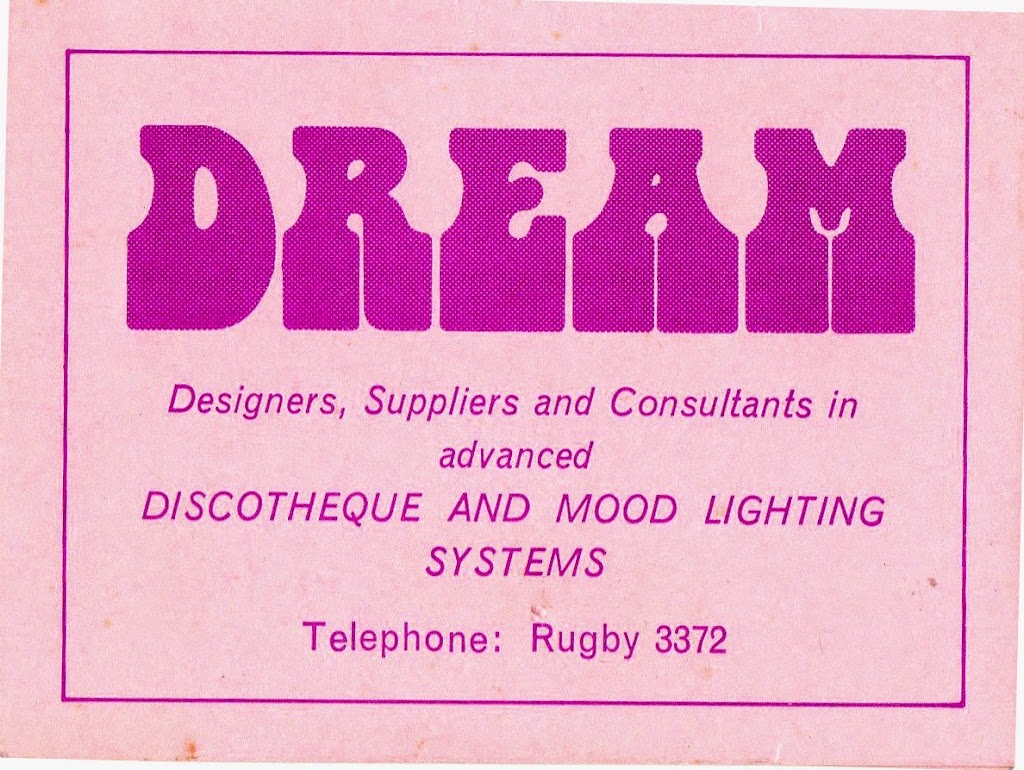 DREAM
Designers, Suppliers and Consultants in
advanced
DISCOTHEQUE AND MOOD LIGHTING
SYSTEMS
Telephone: Rugby 3372